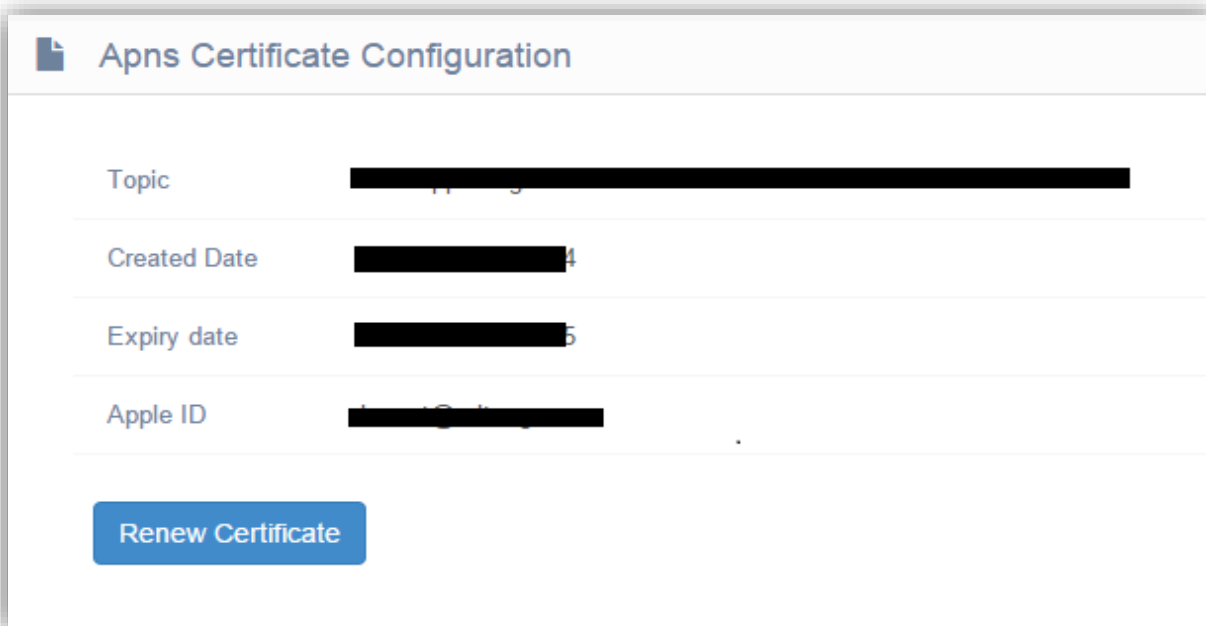 Apns Certificate Configuration
Topic
Created Date 4
Expiry date 5
Apple ID
Renew Certificate